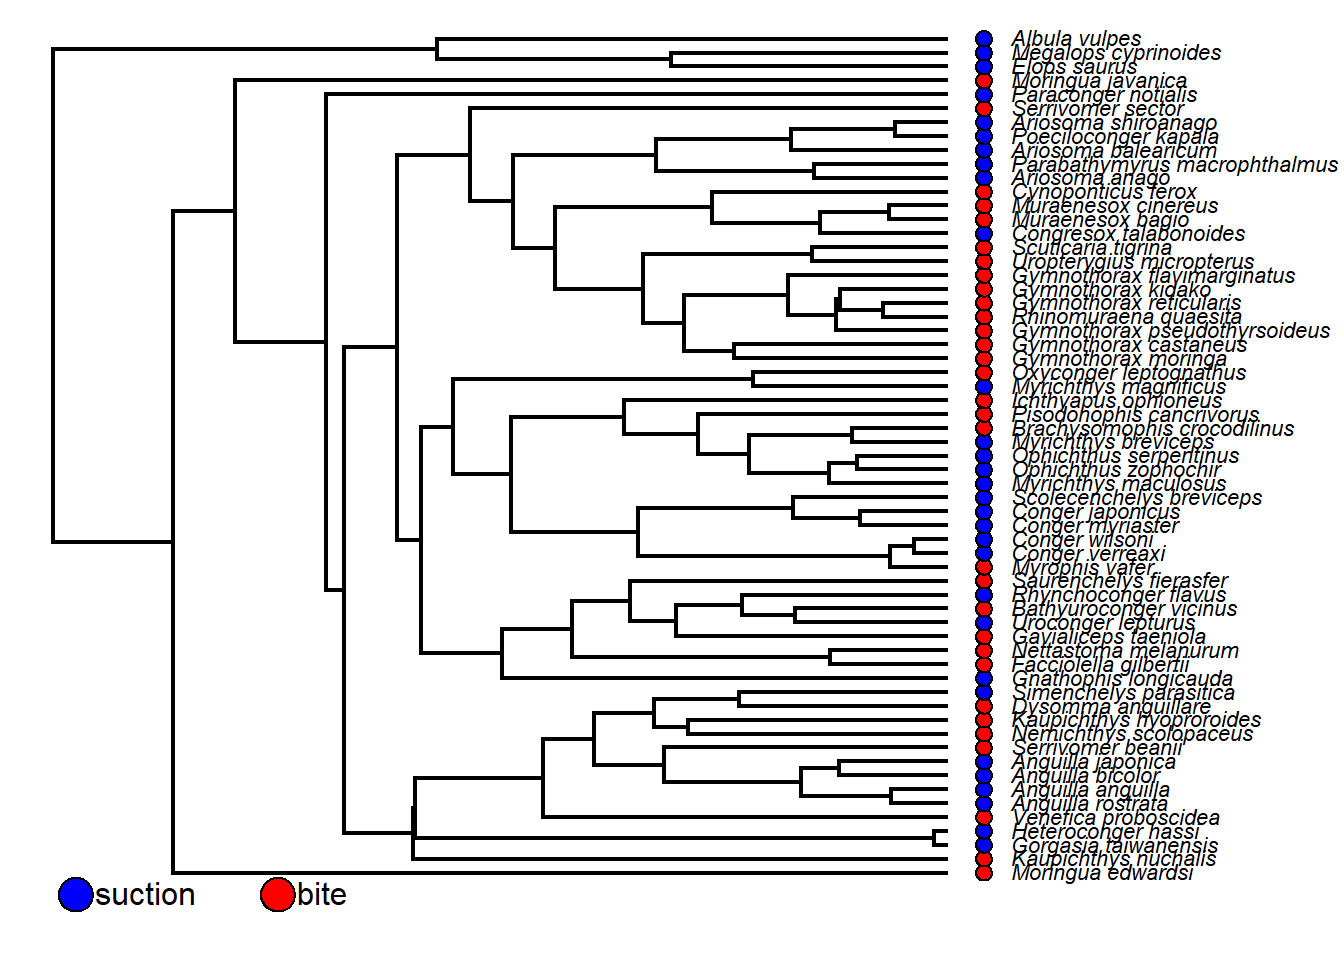 Albula vulpes
Megalops cyprinoides
Elops saurus
Moringua javanica
Paraconger notialis
Serrivomer sector
Ariosoma shiroanago
Poeciloconger kapala
Ariosoma balearicum
Parabathymyrus macrophthalmus
Ariosoma anago
Cynoponticus ferox
Muraenesox cinereus
Muraenesox bagio
Congresox talabonoides
Scuticaria tigrina
Uropterygius micropterus
Gymnothorax flavimarginatus
Gymnothorax kidako
Gymnothorax reticularis
Rhinomuraena quaesita
Gymnothorax pseudothyrsoideus
Gymnothorax castaneus
Gymnothorax moringa
Oxyconger leptognathus
Myrichthys magnificus
Ichthyapus ophioneus
Pisodonophis cancrivorus
Brachysomophis crocodilinus
Myrichthys breviceps
Ophichthus serpentinus
Ophichthus zophochir
Myrichthys maculosus
Scolecenchelys breviceps
Conger japonicus
Conger myriaster
Conger wilsoni
Conger verreaxi
Myrophis vafer
Saurenchelys fierasfer
Rhynchoconger flavus
Bathyuroconger vicinus
Uroconger lepturus
Gavialiceps taeniola
Nettastoma melanurum
Facciolella gilbertii
Gnathophis longicauda
Simenchelys parasitica
Dysomma anguillare
Kaupichthys hyoproroides
Nemichthys scolopaceus
Serrivomer beanii
Anguilla japonica
Anguilla bicolor
Anguilla anguilla
Anguilla rostrata
Venefica proboscidea
Heteroconger hassi
Gorgasia taiwanensis
Kaupichthys nuchalis
Moringua edwardsi
suction bite